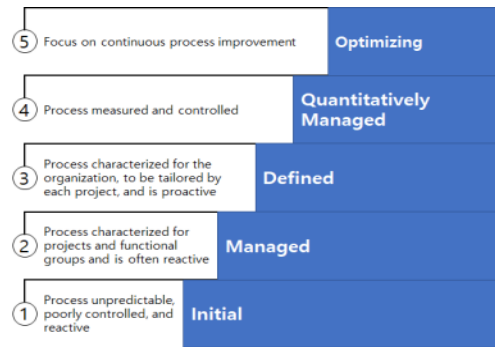 5 Focus on continuous process improvement Optimizing
4 Process measured and controlled
Quantitatively
Managed
3 Process characterized for the
organization, to be tailored by
each project, and is proactive
Defined
2 Process characterized for
projects and functional
groups and is often reactive
Managed
1 Process unpredictable,
poorly controlled, and
reactive
Initial